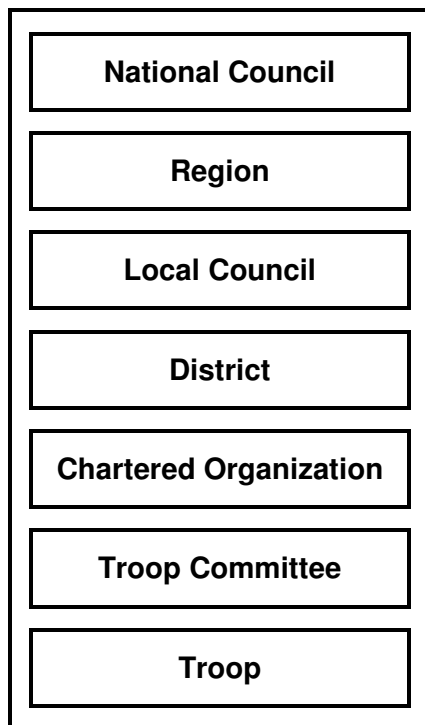 National Council
Region
Local Council
District
Chartered Organization
Troop Committee
Troop